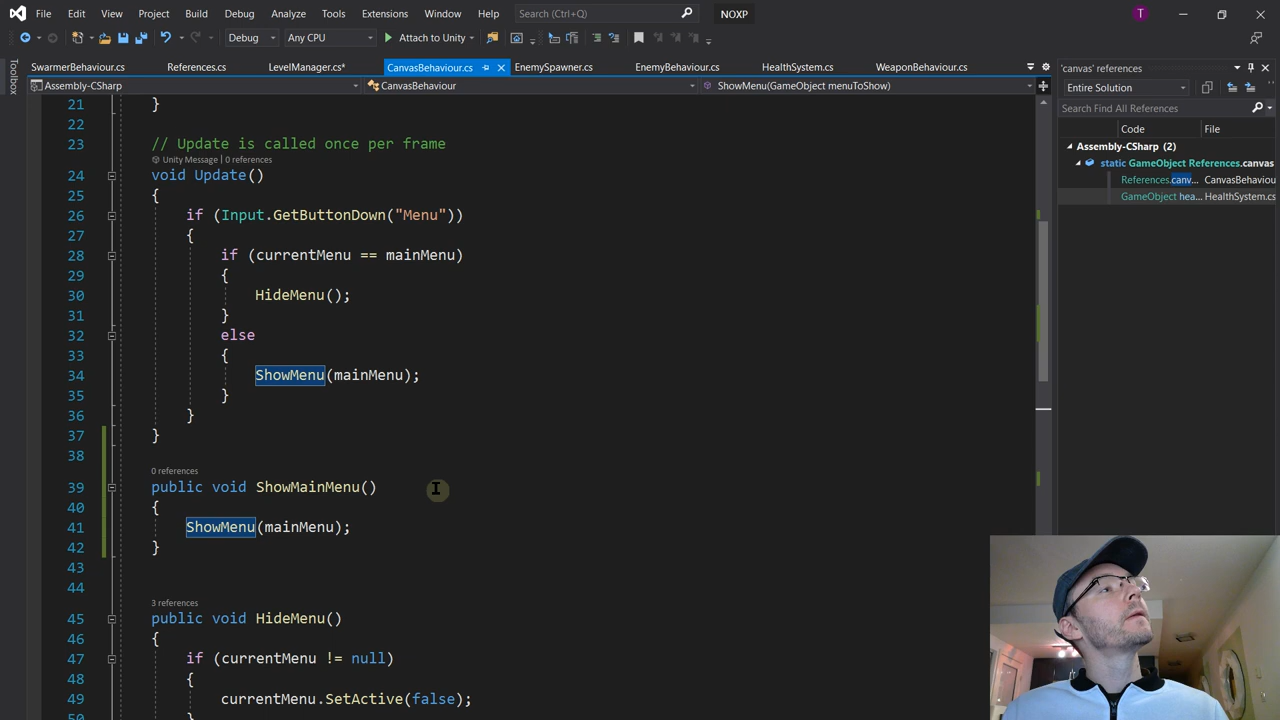 File Edit View Project Build Debug Analyze Tools Extensions Window Help Search (Ctrl+Q) NOXP T
Debug Any CPU Attach to Unity
Toolbox
SwarmerBehaviour.cs References.cs LevelManager.cs* CanvasBehaviour.cs EnemySpawner.cs EnemyBehaviour.cs HealthSystem.cs WeaponBehaviour.cs
Assembly-CSharp CanvasBehaviour ShowMenu(GameObject menuToShow)
21 }
22
23 // Update is called once per frame
Unity Message | 0 references
24 void Update()
25 {
26 if (Input.GetButtonDown("Menu"))
27 {
28 if (currentMenu == mainMenu)
29 {
30 HideMenu();
31 }
32 else
33 {
34 ShowMenu(mainMenu);
35 }
36 }
37 }
38
0 references
39 public void ShowMainMenu()
40 {
41 ShowMenu(mainMenu);
42 }
43
44
3 references
45 public void HideMenu()
46 {
47 if (currentMenu != null)
48 {
49 currentMenu.SetActive(false);
50 }
'canvas' references
Entire Solution
Search Find All References
Code File
Assembly-CSharp (2)
static GameObject References.canvas
References.canv... CanvasBehaviour
GameObject hea... HealthSystem.cs